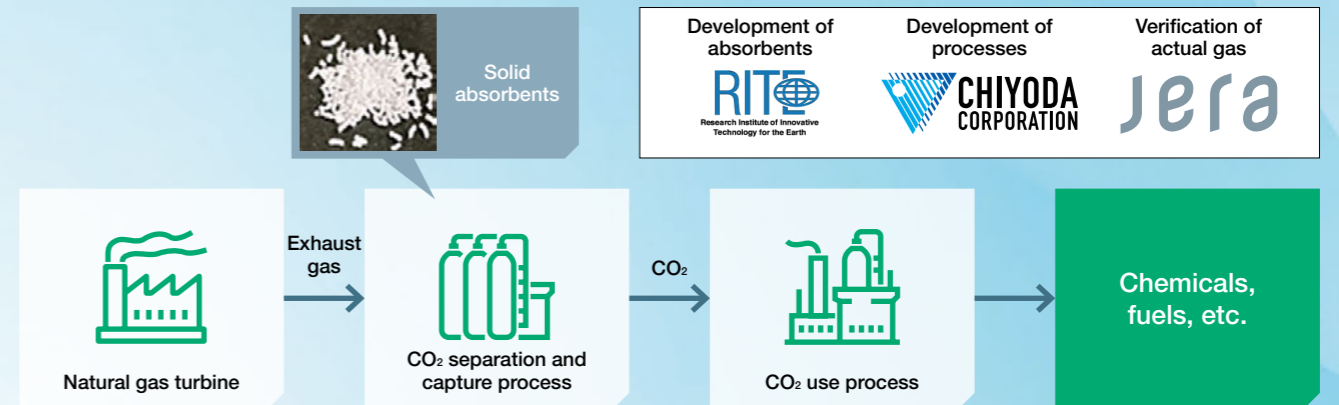 Solid
absorbents
Development of
absorbents
RITE
Research Institute of Innovative
Technology for the Earth
Development of
processes
CHIYODA
CORPORATION
Verification of
actual gas
Jera
Natural gas turbine
Exhaust
gas
CO₂ separation and
capture process
CO₂
CO₂ use process
Chemicals,
fuels, etc.